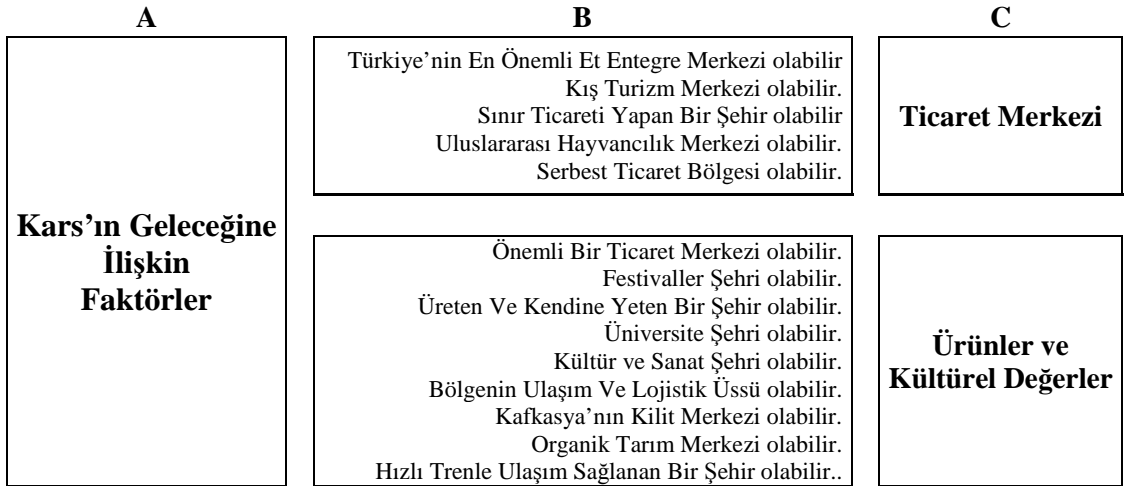 A
B
C
Kars’ın Geleceğine
İlişkin
Faktörler
Türkiye’nin En Önemli Et Entegre Merkezi olabilir
Kış Turizm Merkezi olabilir.
Sınır Ticareti Yapan Bir Şehir olabilir
Uluslararası Hayvancılık Merkezi olabilir.
Serbest Ticaret Bölgesi olabilir.
Ticaret Merkezi
Önemli Bir Ticaret Merkezi olabilir.
Festivaller Şehri olabilir.
Üreten Ve Kendine Yeten Bir Şehir olabilir.
Üniversite Şehri olabilir.
Kültür ve Sanat Şehri olabilir.
Bölgenin Ulaşım Ve Lojistik Üssü olabilir.
Kafkasya’nın Kilit Merkezi olabilir.
Organik Tarım Merkezi olabilir.
Hızlı Trenle Ulaşım Sağlanan Bir Şehir olabilir..
Ürünler ve
Kültürel Değerler